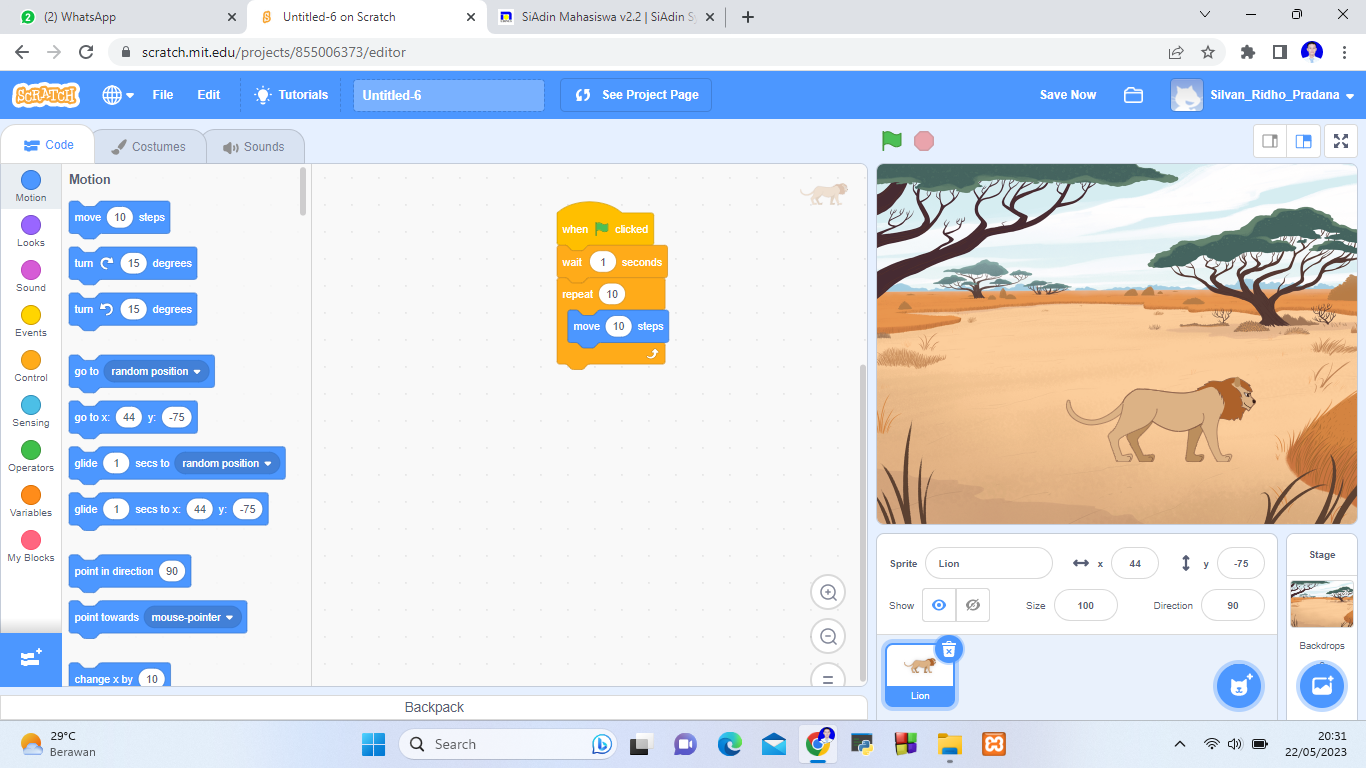 (2) WhatsApp
Untitled-6 on Scratch
SiAdin Mahasiswa v2.2 | SiAdin Sy
scratch.mit.edu/projects/855006373/editor
SCRATCH
File
Edit
Tutorials
Untitled-6
See Project Page
Save Now
Silvan_Ridho_Pradana
Code
Costumes
Sounds
Motion
Looks
Sound
Events
Control
Sensing
Operators
Variables
My Blocks
Motion
move 10 steps
turn 15 degrees
turn 15 degrees
go to random position
go to x: 44 y: -75
glide 1 secs to random position
glide 1 secs to x: 44 y: -75
point in direction 90
point towards mouse-pointer
change x by 10
when clicked
wait 1 seconds
repeat 10
move 10 steps
Backpack
Sprite Lion x 44 y -75
Show Size 100 Direction 90
Lion
Stage
Backdrops
29°C
Berawan
Search
20:31
22/05/2023